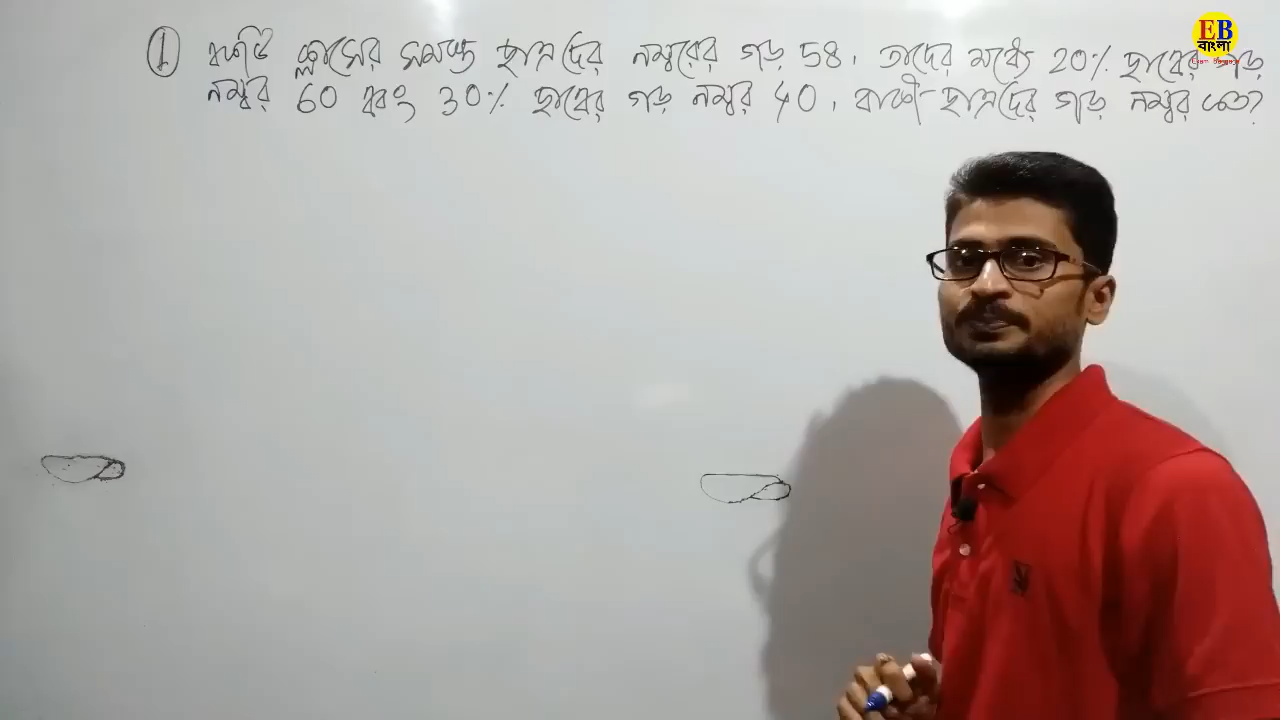 EB
বাংলা
① একটি ক্লাসের সমস্ত ছাত্রদের নম্বরের গড় 58, তাদের মধ্যে 20% ছাত্রের গড়
নম্বর 60 এবং 30% ছাত্রের গড় নম্বর 40, বাকী ছাত্রদের গড় নম্বর কত?